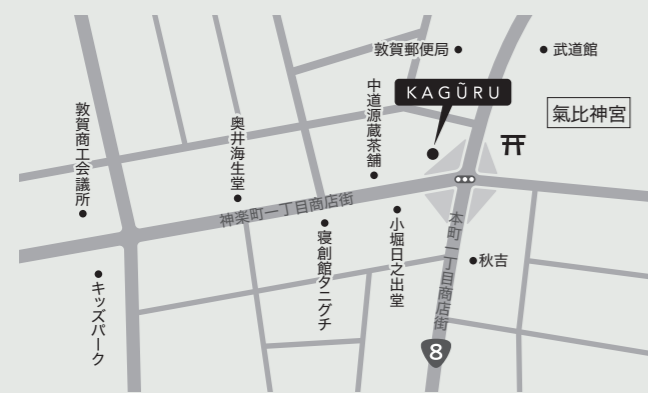 敦賀郵便局
武道館
KAGŪRU
氣比神宮
中道源蔵茶舗
敦賀商工会議所
奥井海生堂
神楽町一丁目商店街
小堀日之出堂
寝創館タニグチ
本町一丁目商店街
秋吉
キッズパーク
8